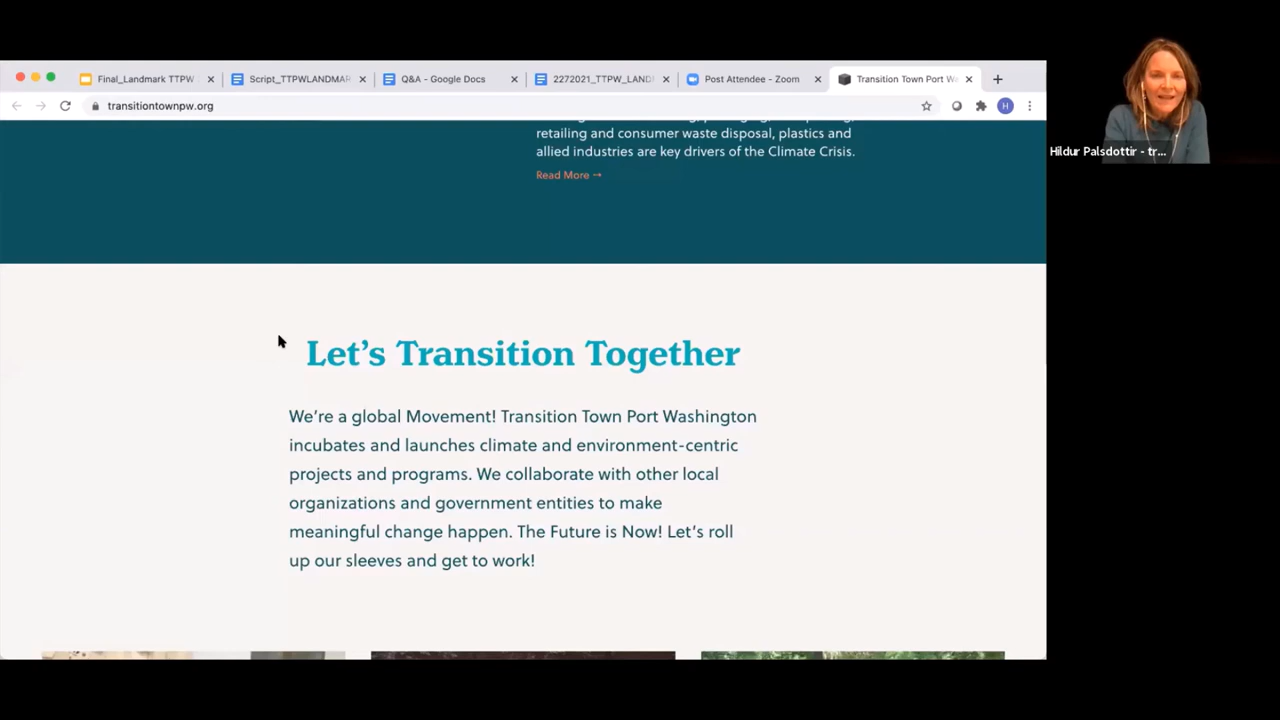 Final_Landmark TTPW
Script_TTPWLANDMAR
Q&A - Google Docs
2272021_TTPW_LAND
Post Attendee - Zoom
Transition Town Port W
transitiontownpw.org
H
retailing and consumer waste disposal, plastics and
allied industries are key drivers of the Climate Crisis.
Read More →
Let's Transition Together
We're a global Movement! Transition Town Port Washington
incubates and launches climate and environment-centric
projects and programs. We collaborate with other local
organizations and government entities to make
meaningful change happen. The Future is Now! Let's roll
up our sleeves and get to work!
Hildur Palsdottir - tr...